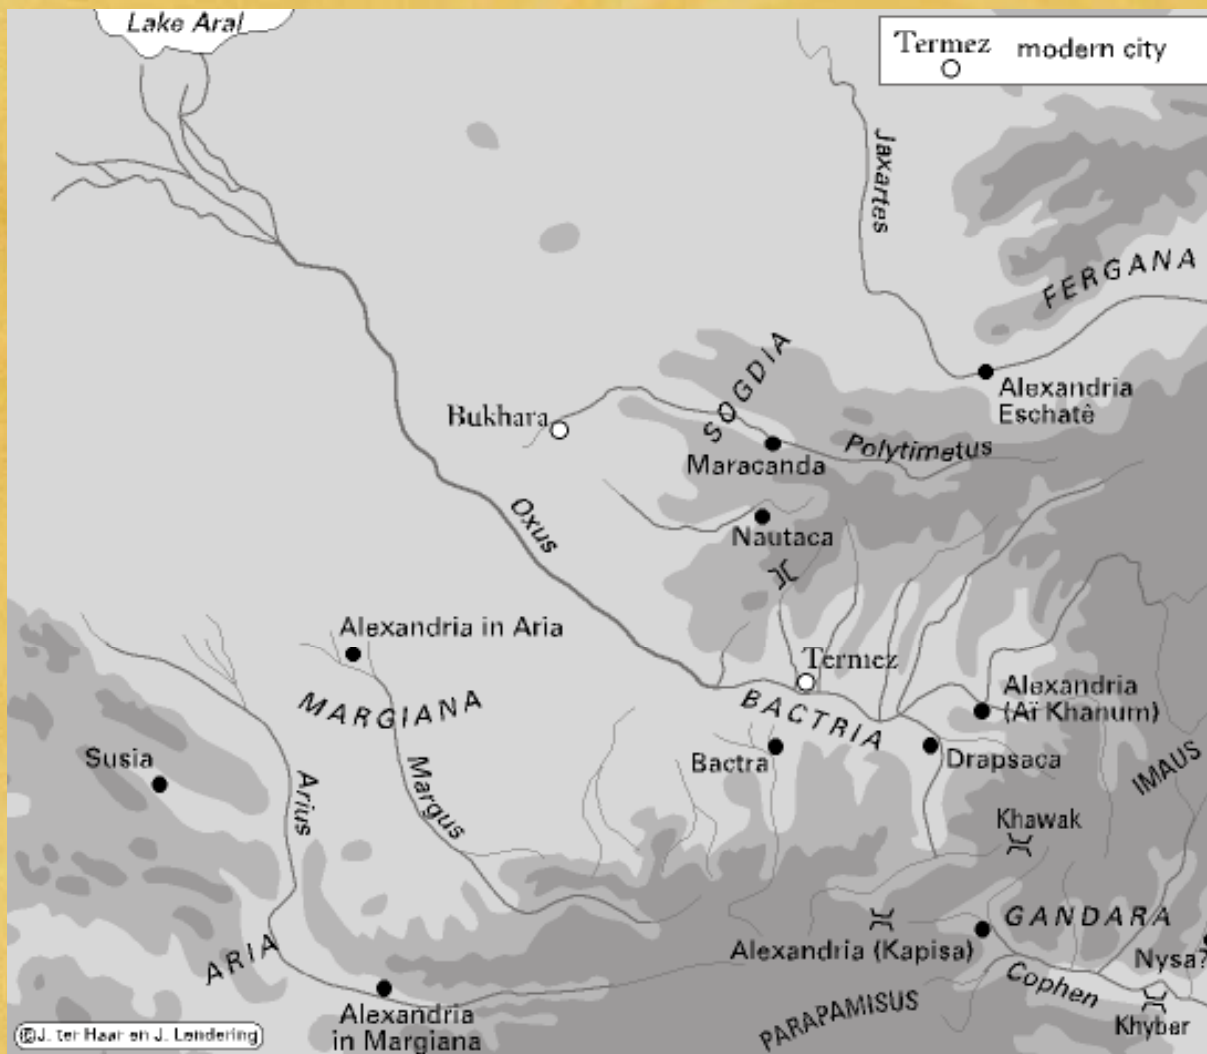 Lake Aral
Termez modern city
Jaxartes
FERGANA
SOGDIA
Alexandria
Eschatê
Bukhara
Polytimetus
Maracanda
Oxus
Nautaca
Alexandria in Aria
Termez
MARGIANA
BACTRIA
Alexandria
(Aï Khanum)
Susia
Arius
Margus
Bactra
Drapsaca
IMAUS
Khawak
ARIA
Alexandria (Kapisa)
GANDARA
Nysa?
Cophen
Alexandria
in Margiana
PARAPAMISUS
Khyber
©J. ter Haar en J. Lendering